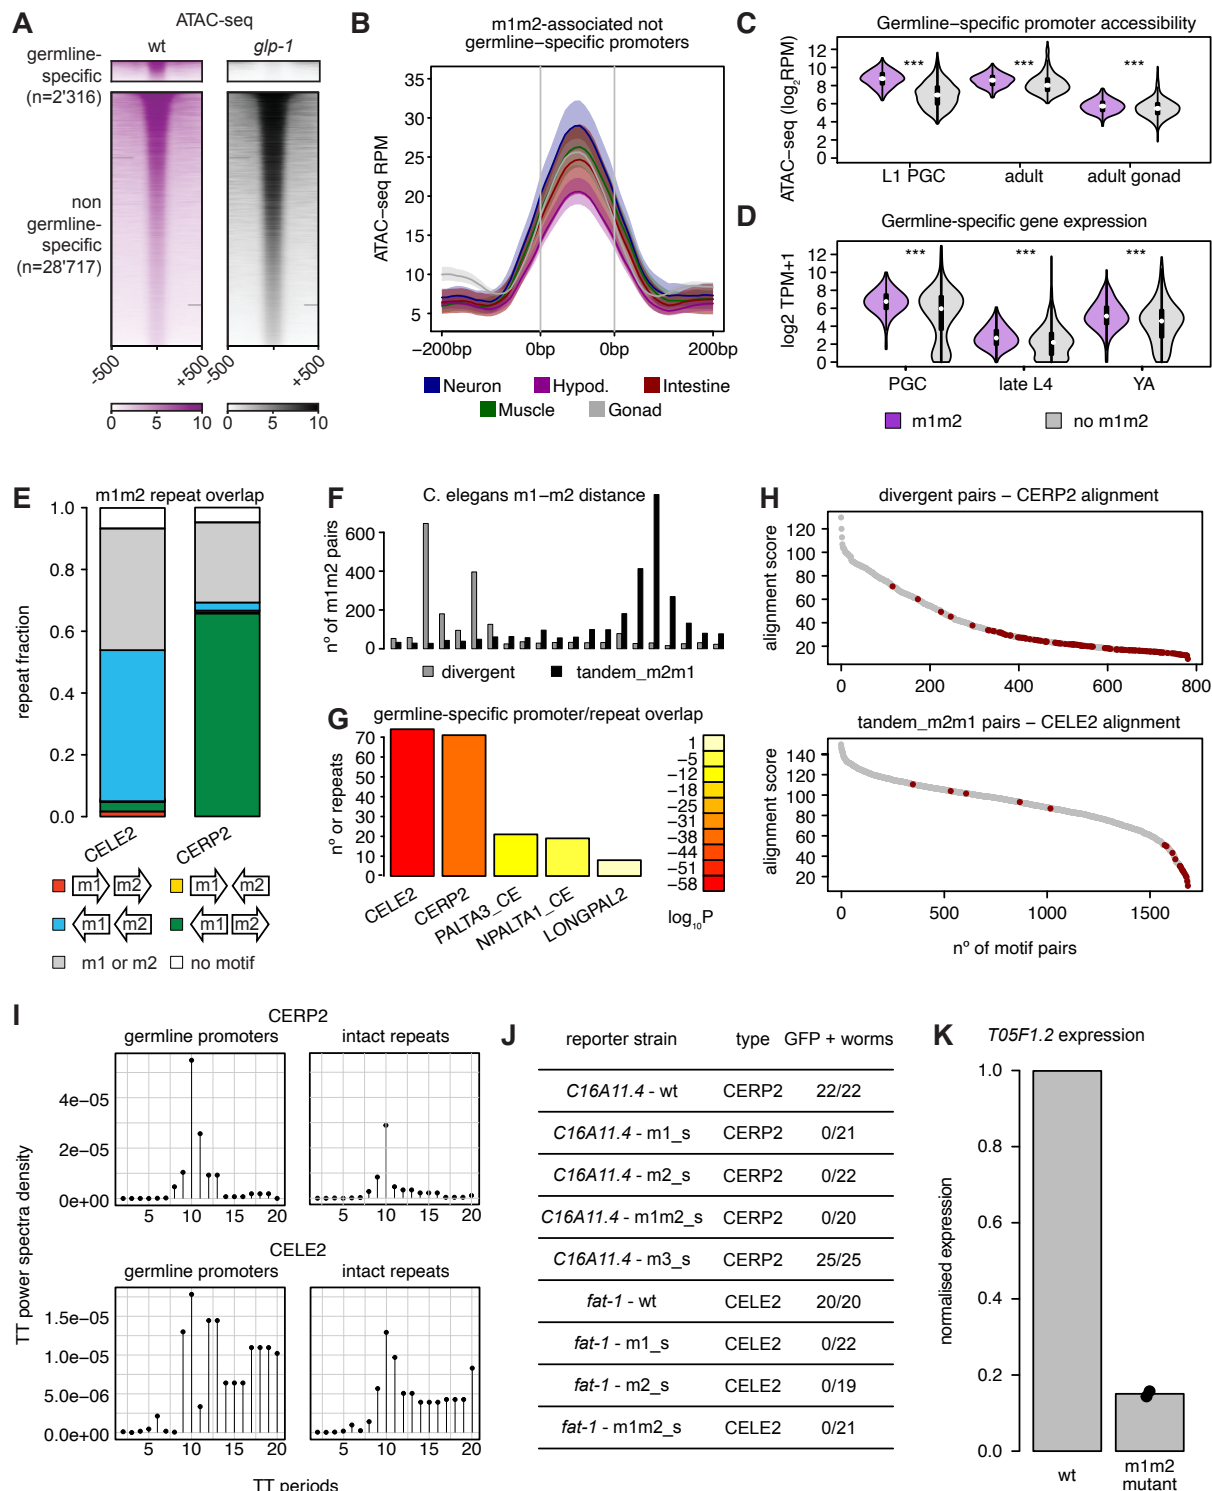 A
ATAC-seq
wt
glp-1
germline-
specific
(n=2'316)
non
germline-
specific
(n=28'717)
-500
+500
-500
+500
0
5
10
0
5
10
B
m1m2-associated not
germline−specific promoters
ATAC−seq RPM
35
30
25
20
15
10
5
−200bp
0bp
0bp
200bp
Neuron
Hypod.
Intestine
Muscle
Gonad
C
Germline−specific promoter accessibility
ATAC−seq (log2RPM)
12
10
8
6
4
2
0
***
***
***
L1 PGC
adult
adult gonad
D
Germline-specific gene expression
log2 TPM+1
12
10
8
6
4
2
0
***
***
***
PGC
late L4
YA
m1m2
no m1m2
E
m1m2 repeat overlap
repeat fraction
1.0
0.8
0.6
0.4
0.2
0.0
CELE2
CERP2
m1
m2
m1
m2
m1
m2
m1
m2
m1 or m2
no motif
F
C. elegans m1−m2 distance
nº of m1m2 pairs
600
400
200
0
divergent
tandem_m2m1
G
germline-specific promoter/repeat overlap
nº or repeats
70
60
50
40
30
20
10
0
CELE2
CERP2
PALTA3_CE
NPALTA1_CE
LONGPAL2
1
−5
−12
−18
−25
−31
−38
−44
−51
−58
log10P
H
divergent pairs − CERP2 alignment
alignment score
120
100
80
60
40
20
0
200
400
600
800
tandem_m2m1 pairs − CELE2 alignment
alignment score
140
120
100
80
60
40
20
0
500
1000
1500
nº of motif pairs
I
CERP2
germline promoters
intact repeats
4e−05
2e−05
0e+00
5
10
15
20
5
10
15
20
CELE2
germline promoters
intact repeats
TT power spectra density
1.5e−05
1.0e−05
5.0e−06
0.0e+00
5
10
15
20
5
10
15
20
TT periods
J
reporter strain type GFP + worms
C16A11.4 - wt CERP2 22/22
C16A11.4 - m1_s CERP2 0/21
C16A11.4 - m2_s CERP2 0/22
C16A11.4 - m1m2_s CERP2 0/20
C16A11.4 - m3_s CERP2 25/25
fat-1 - wt CELE2 20/20
fat-1 - m1_s CELE2 0/22
fat-1 - m2_s CELE2 0/19
fat-1 - m1m2_s CELE2 0/21
K
T05F1.2 expression
normalised expression
1.0
0.8
0.6
0.4
0.2
0.0
wt
m1m2
mutant